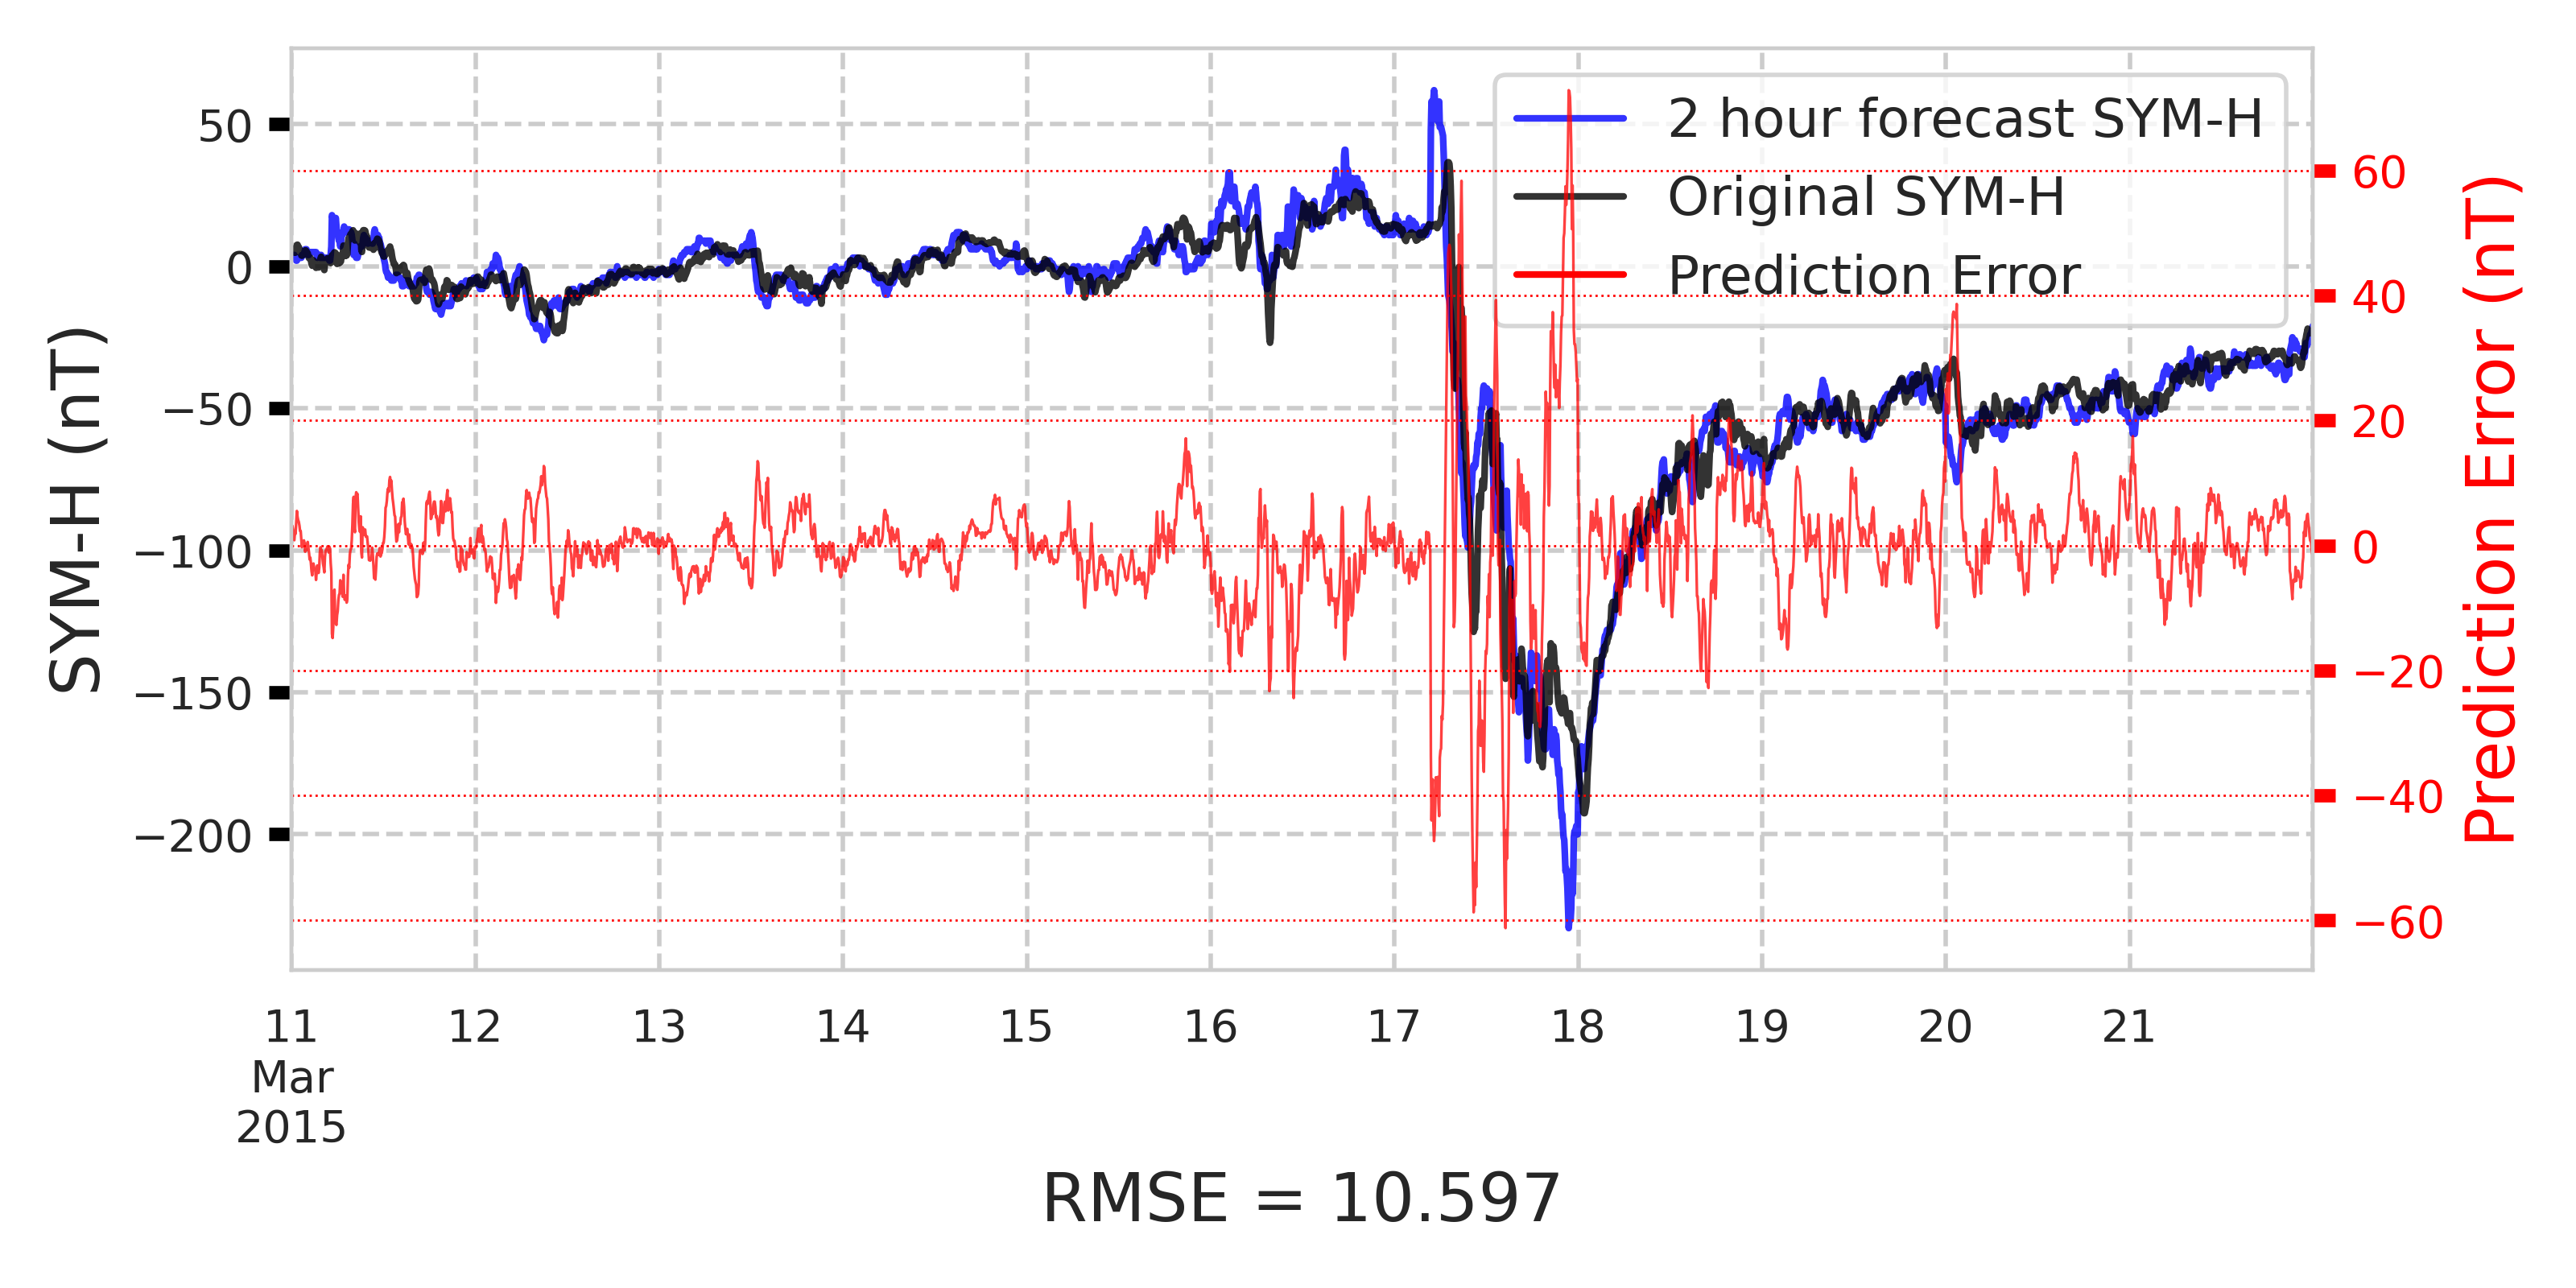 2 hour forecast SYM-H
Original SYM-H
Prediction Error
SYM-H (nT)
50
0
−50
−100
−150
−200
Prediction Error (nT)
60
40
20
0
−20
−40
−60
11 12 13 14 15 16 17 18 19 20 21
Mar
2015
RMSE = 10.597